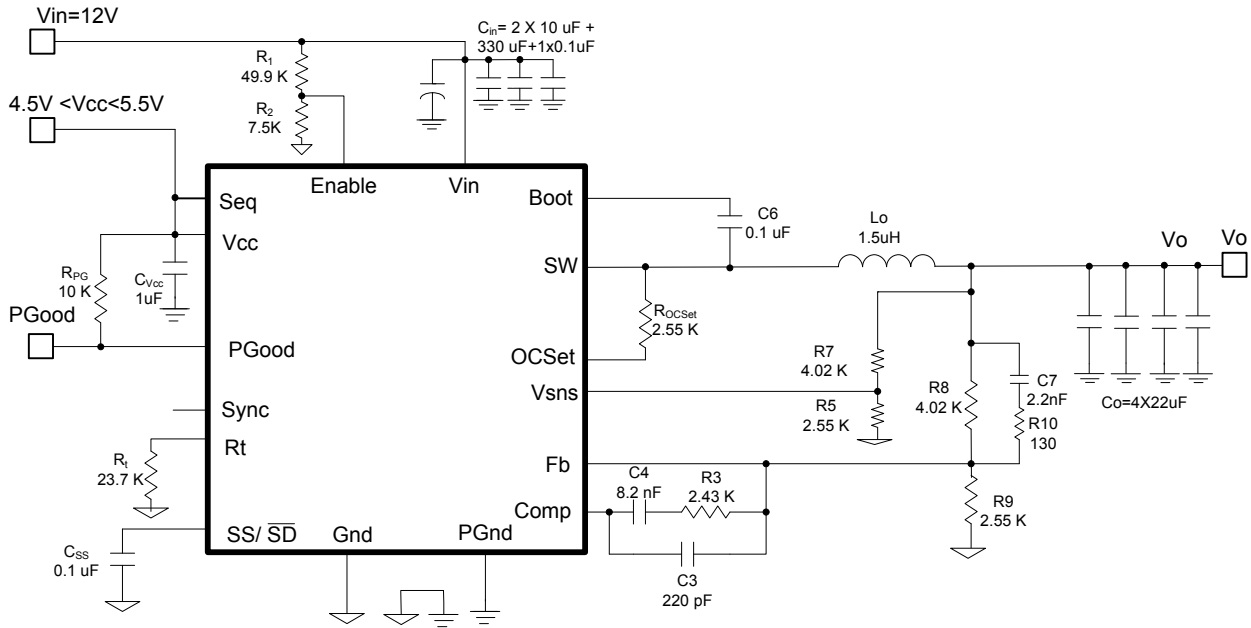 Vin=12V
Cin= 2 X 10 uF +
330 uF+1x0.1uF
R1
49.9 K
4.5V <Vcc<5.5V
R2
7.5K
Enable
Vin
Boot
Seq
C6
0.1 uF
Lo
1.5uH
Vo
Vo
Vcc
SW
RPG
10 K
CVcc
1uF
ROCSet
2.55 K
PGood
PGood
OCSet
R7
4.02 K
C7
2.2nF
R8
4.02 K
Vsns
Co=4X22uF
Sync
R5
2.55 K
R10
130
Rt
Rt
23.7 K
Fb
C4
8.2 nF
R3
2.43 K
R9
2.55 K
Comp
SS/ SD
Gnd
PGnd
CSS
0.1 uF
C3
220 pF